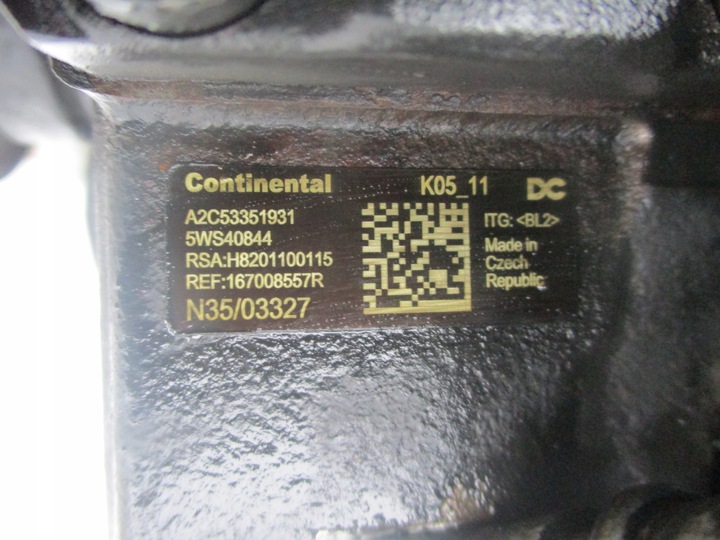 Continental
K05_11
DC
A2C53351931
5WS40844
RSA:H8201100115
REF:167008557R
N35/03327
ITG: <BL2>
Made in
Czech
Republic